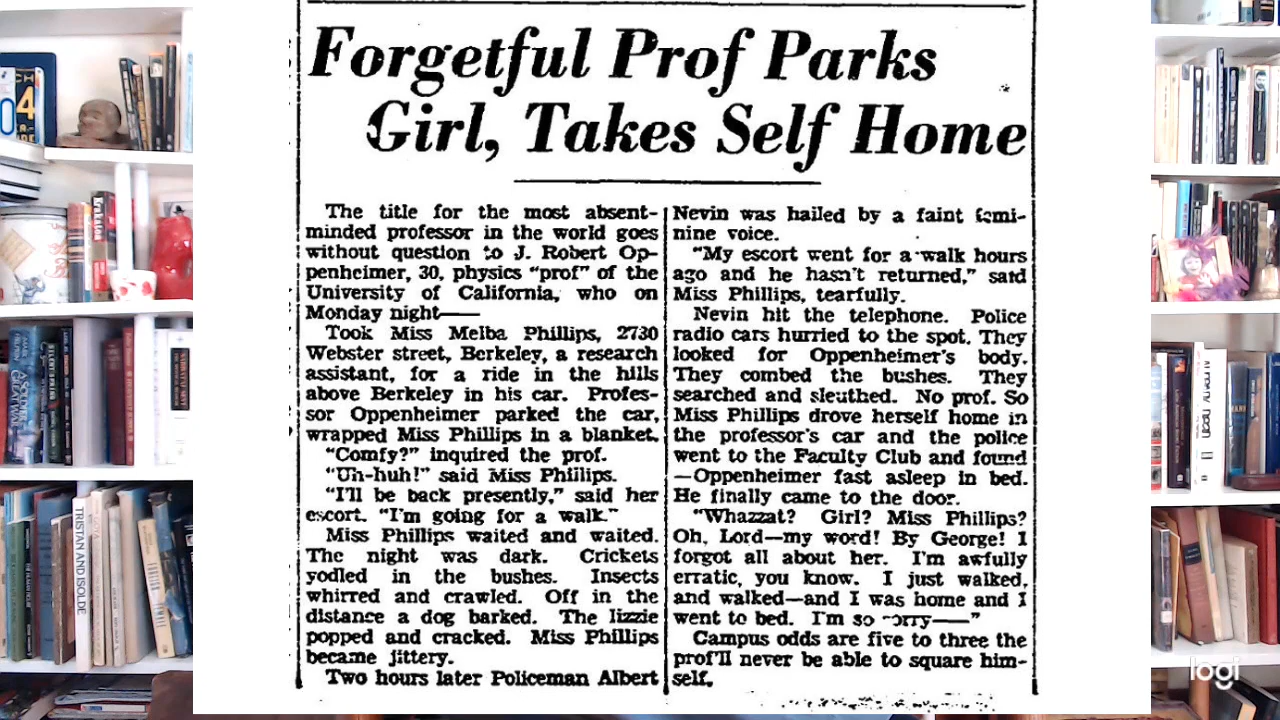 Forgetful Prof Parks
Girl, Takes Self Home
The title for the most absent-
minded professor in the world goes
without question to J. Robert Op-
penheimer, 30, physics "prof" of the
University of California, who on
Monday night—
Took Miss Melba Phillips, 2730
Webster street, Berkeley, a research
assistant, for a ride in the hills
above Berkeley in his car. Profes-
sor Oppenheimer parked the car,
wrapped Miss Phillips in a blanket.
"Comfy?" inquired the prof.
"Uh-huh!" said Miss Phillips.
"I'll be back presently," said her
escort. "I'm going for a walk."
Miss Phillips waited and waited.
The night was dark. Crickets
yodled in the bushes. Insects
whirred and crawled. Off in the
distance a dog barked. The lizzie
popped and cracked. Miss Phillips
became jittery.
Two hours later Policeman Albert
Nevin was hailed by a faint femi-
nine voice.
"My escort went for a walk hours
ago and he hasn't returned," said
Miss Phillips, tearfully.
Nevin hit the telephone. Police
radio cars hurried to the spot. They
looked for Oppenheimer's body.
They combed the bushes. They
searched and sleuthed. No prof. So
Miss Phillips drove herself home in
the professor's car and the police
went to the Faculty Club and found
—Oppenheimer fast asleep in bed.
He finally came to the door.
"Whazzat? Girl? Miss Phillips?
Oh, Lord—my word! By George! I
forgot all about her. I'm awfully
erratic, you know. I just walked,
and walked—and I was home and I
went to bed. I'm so sorry——"
Campus odds are five to three the
prof'll never be able to square him-
self.
TRISTAN AND ISOLDE
logi